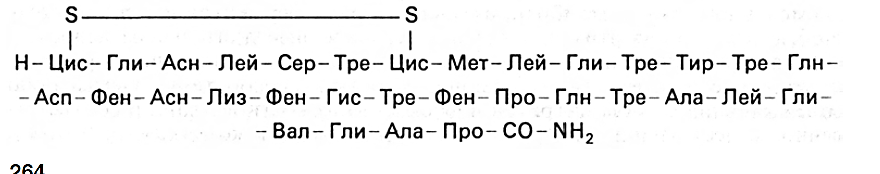 S S
Н – Цис – Гли – Асн – Лей – Сер – Тре – Цис – Мет – Лей – Гли – Тре – Тир – Тре – Глн –
– Асп – Фен – Асн – Лиз – Фен – Гис – Тре – Фен – Про – Глн – Тре – Ала – Лей – Гли –
– Вал – Гли – Ала – Про – СО – NH₂
264